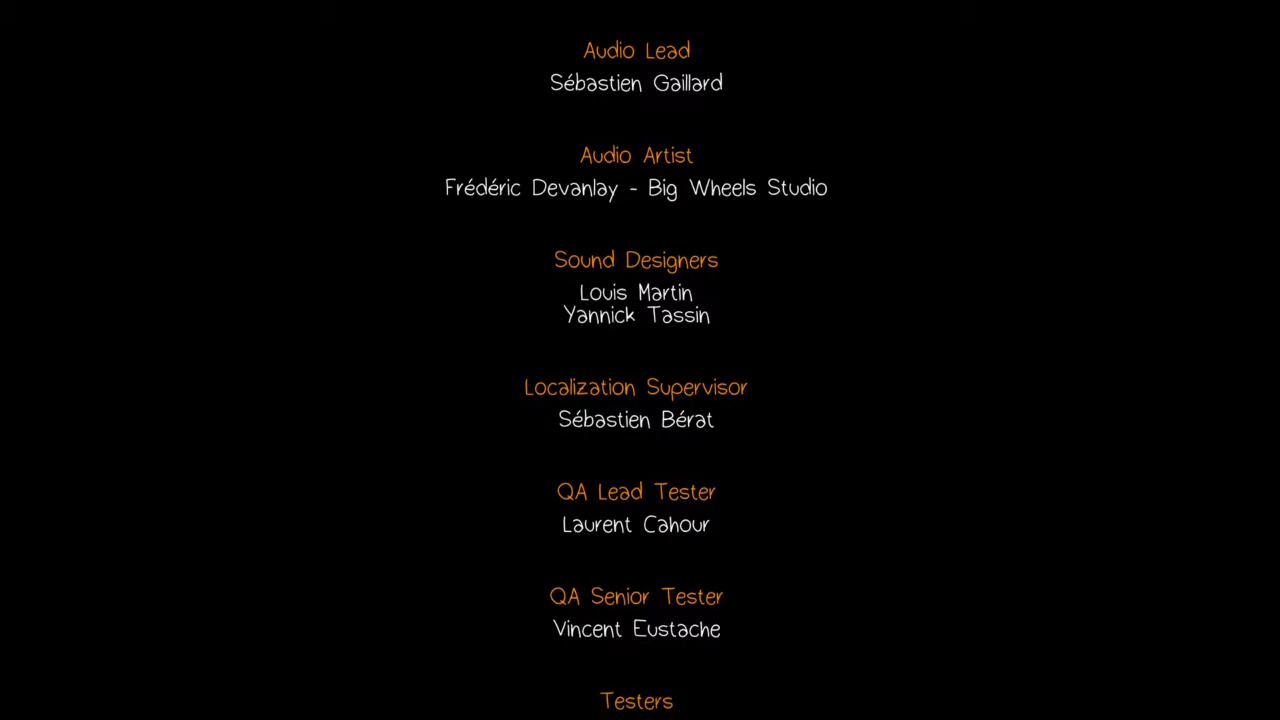 Audio Lead
Sébastien Gaillard
Audio Artist
Frédéric Devanlay - Big Wheels Studio
Sound Designers
Louis Martin
Yannick Tassin
Localization Supervisor
Sébastien Bérat
QA Lead Tester
Laurent Cahour
QA Senior Tester
Vincent Eustache
Testers